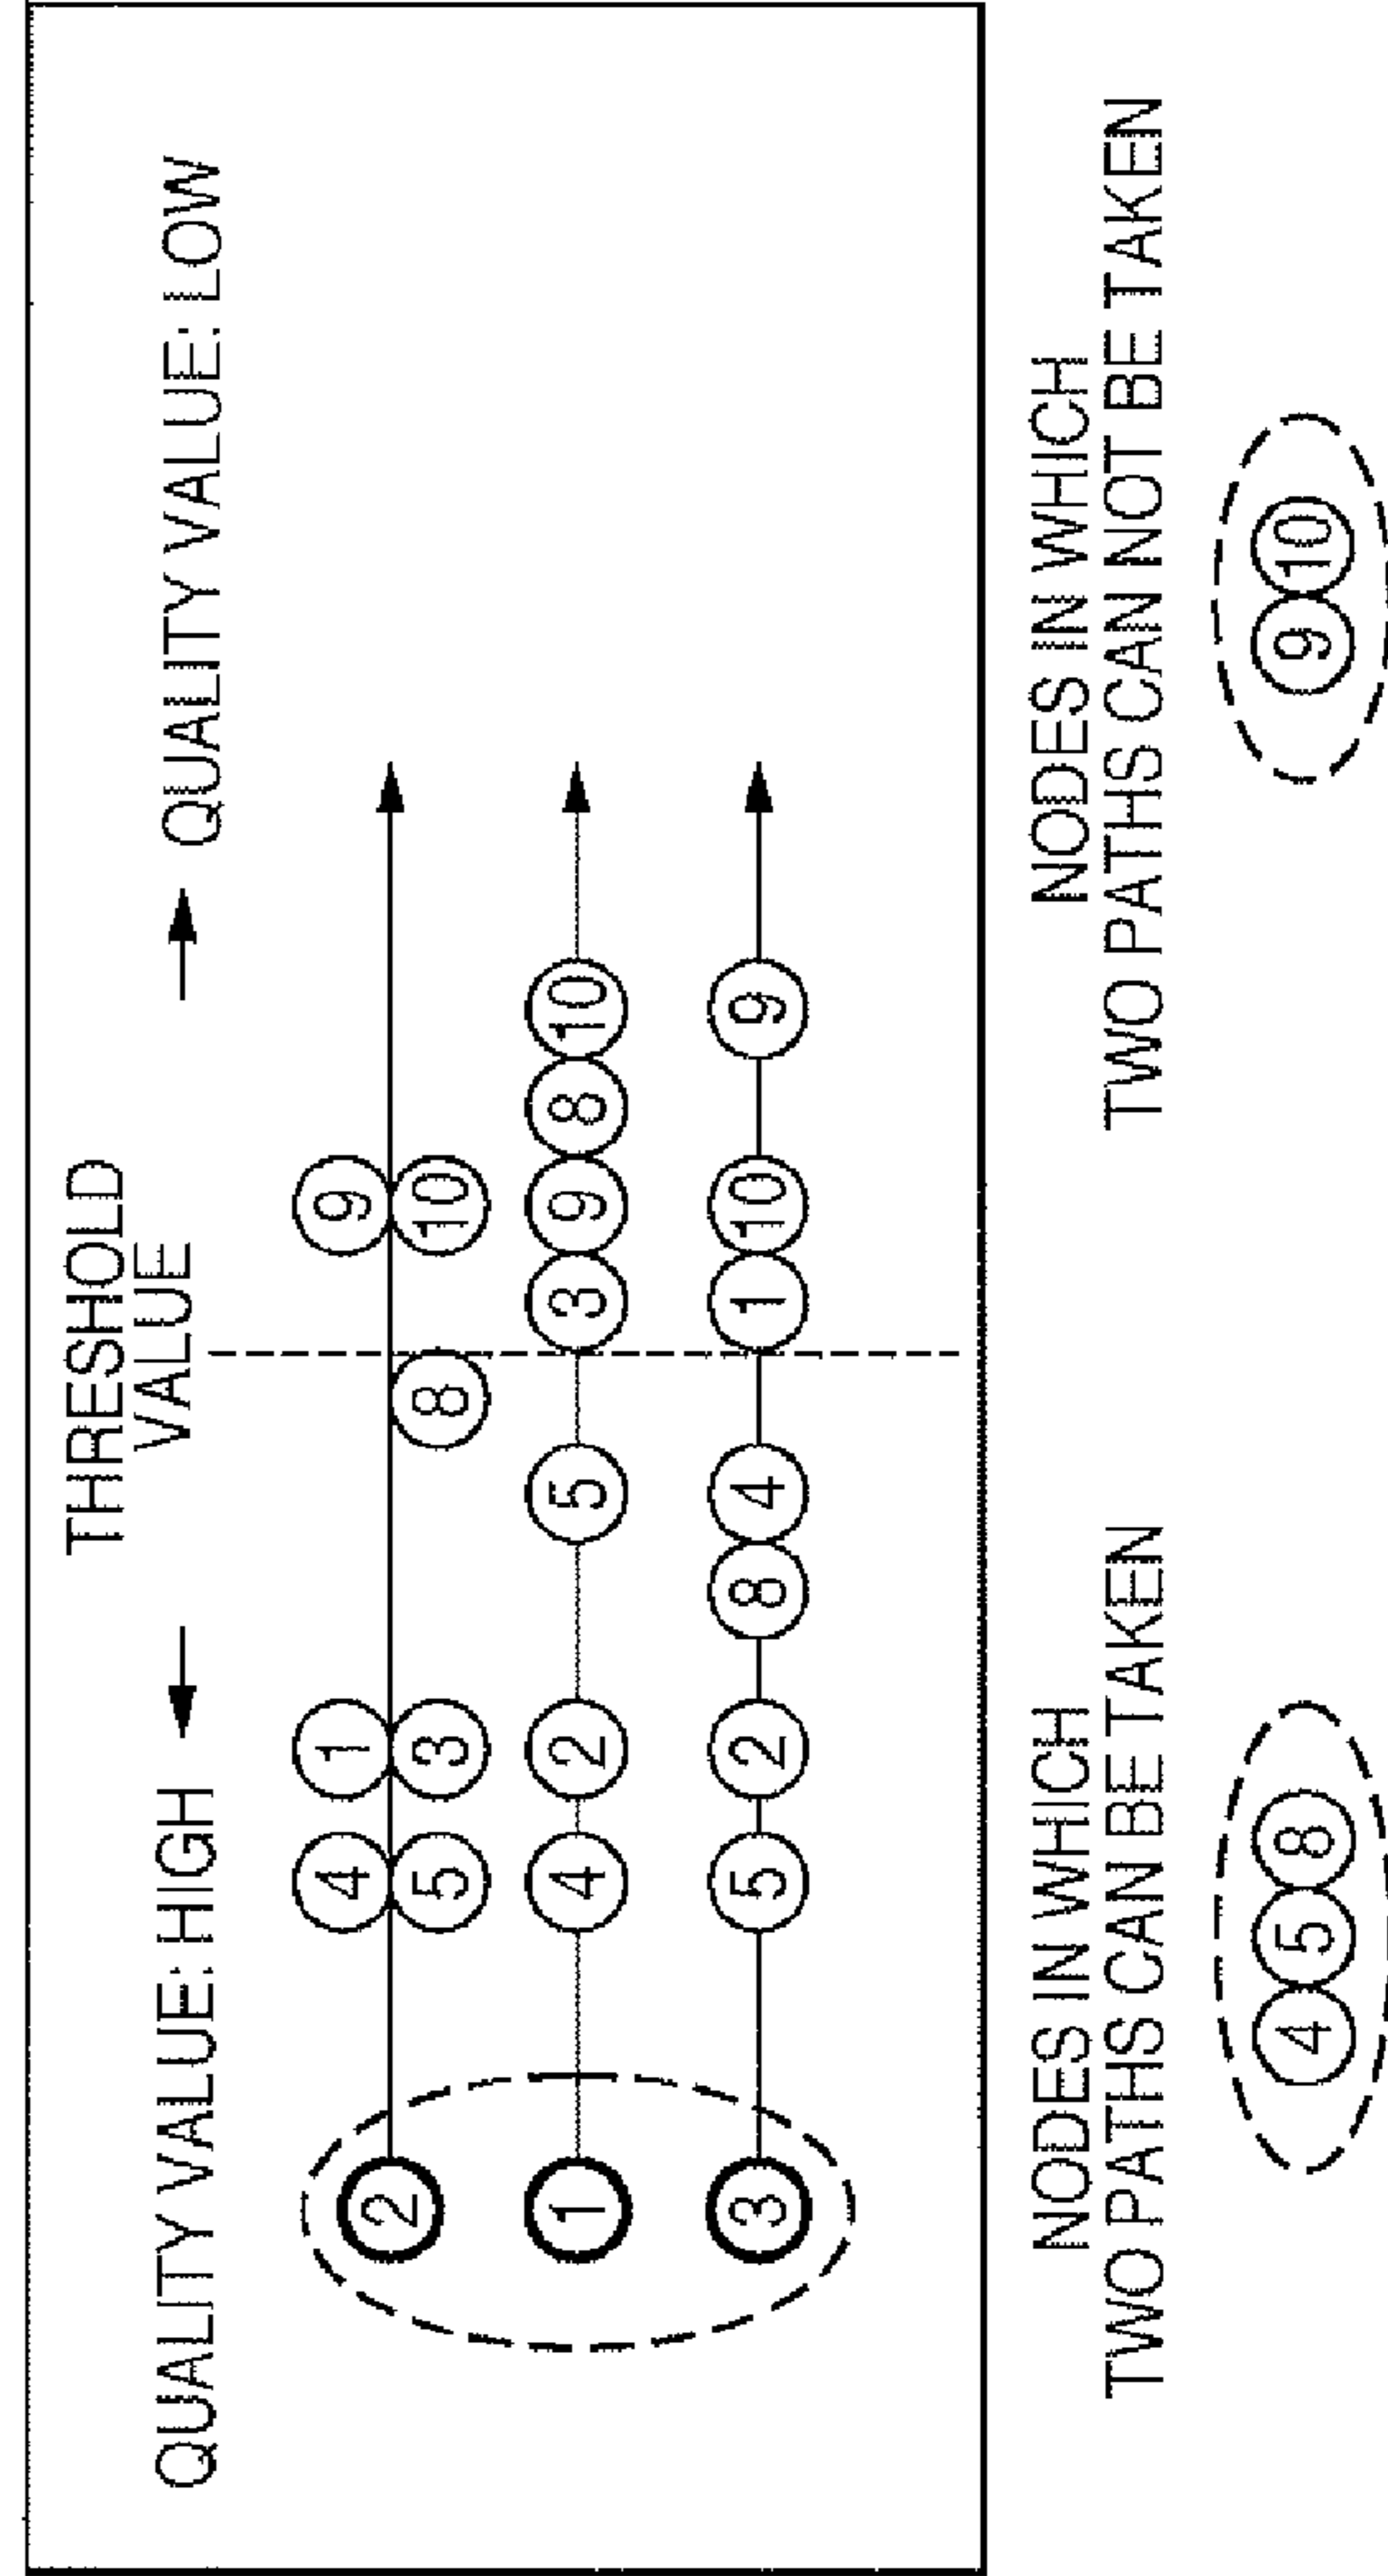 THRESHOLD
VALUE
QUALITY VALUE: HIGH
QUALITY VALUE: LOW
4 1 9
2
5 3 8 10
1 4 2 5 3 9 8 10
3 5 2 8 4 1 10 9
NODES IN WHICH
TWO PATHS CAN BE TAKEN
4 5 8
NODES IN WHICH
TWO PATHS CAN NOT BE TAKEN
9 10